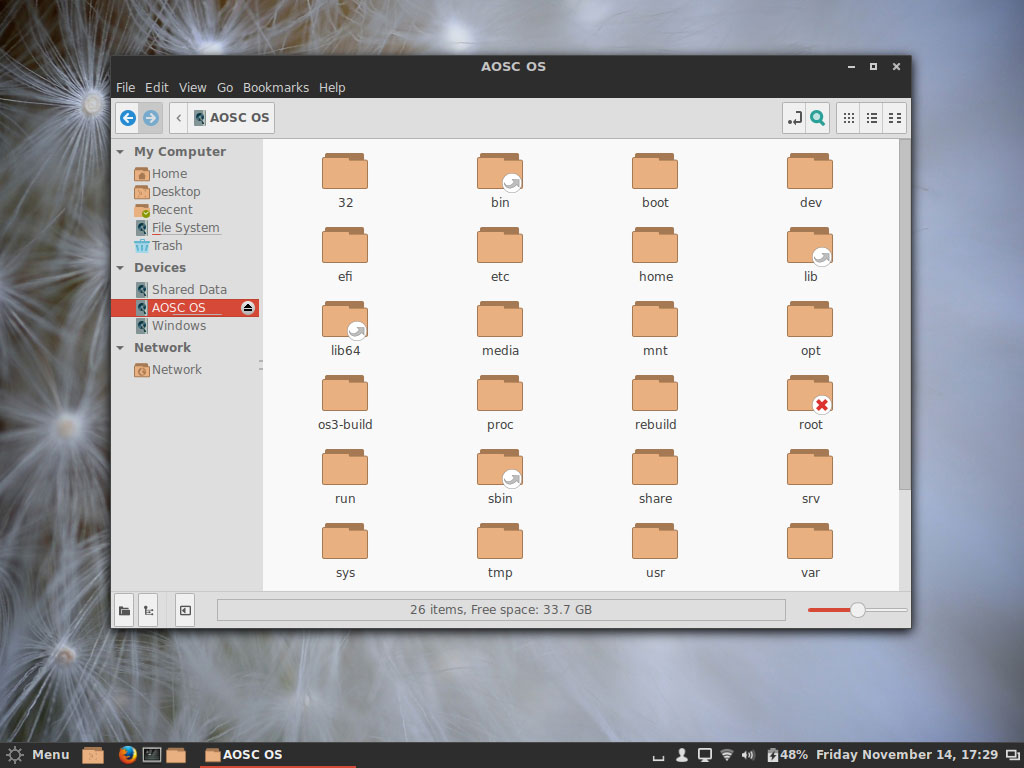 AOSC OS
File Edit View Go Bookmarks Help
AOSC OS
My Computer
Home
Desktop
Recent
File System
Trash
Devices
Shared Data
AOSC OS
Windows
Network
Network
32 bin boot dev
efi etc home lib
lib64 media mnt opt
os3-build proc rebuild root
run sbin share srv
sys tmp usr var
26 items, Free space: 33.7 GB
Menu AOSC OS 48% Friday November 14, 17:29